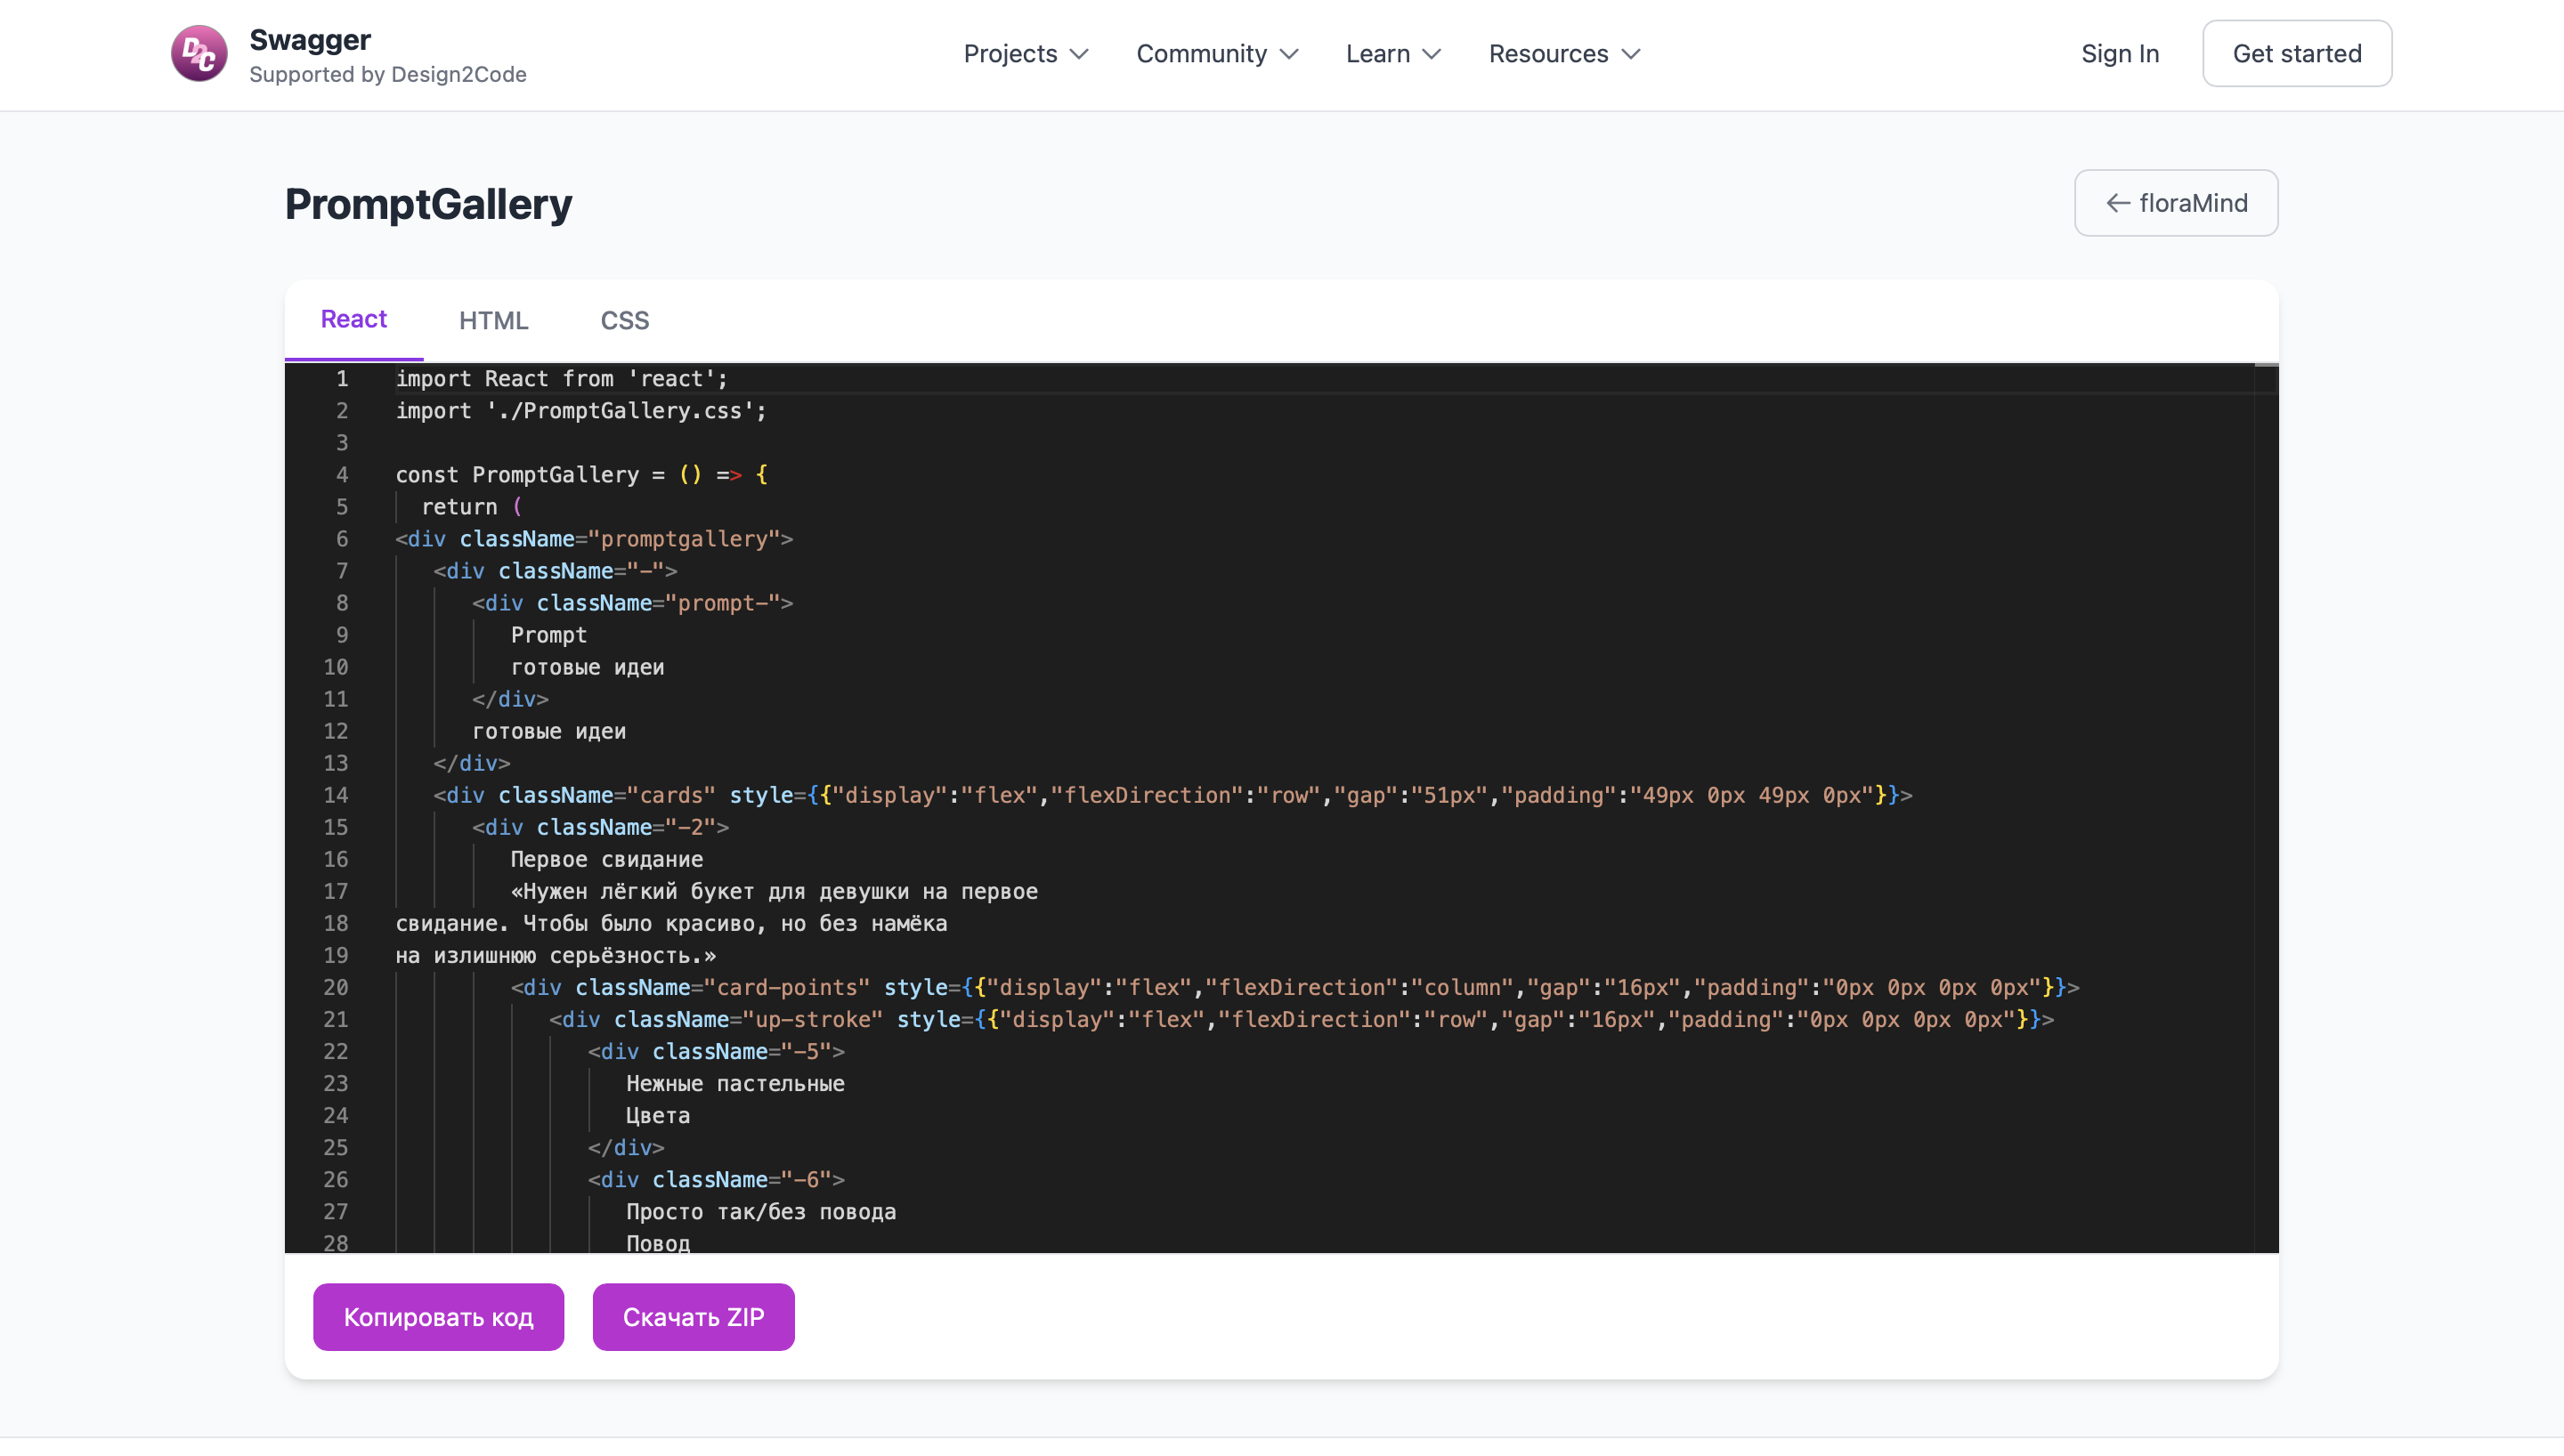 Swagger
Supported by Design2Code
Projects
Community
Learn
Resources
Sign In
Get started
PromptGallery
← floraMind
React
HTML
CSS
1 import React from 'react';
2 import './PromptGallery.css';
3
4 const PromptGallery = () => {
5 return (
6 <div className="promptgallery">
7 <div className="-">
8 <div className="prompt-">
9 Prompt
10 готовые идеи
11 </div>
12 готовые идеи
13 </div>
14 <div className="cards" style={{"display":"flex","flexDirection":"row","gap":"51px","padding":"49px 0px 49px 0px"}}>
15 <div className="-2">
16 Первое свидание
17 «Нужен лёгкий букет для девушки на первое
18 свидание. Чтобы было красиво, но без намёка
19 на излишнюю серьёзность.»
20 <div className="card-points" style={{"display":"flex","flexDirection":"column","gap":"16px","padding":"0px 0px 0px 0px"}}>
21 <div className="up-stroke" style={{"display":"flex","flexDirection":"row","gap":"16px","padding":"0px 0px 0px 0px"}}>
22 <div className="-5">
23 Нежные пастельные
24 Цвета
25 </div>
26 <div className="-6">
27 Просто так/без повода
28 Повод
Копировать код
Скачать ZIP
D2C